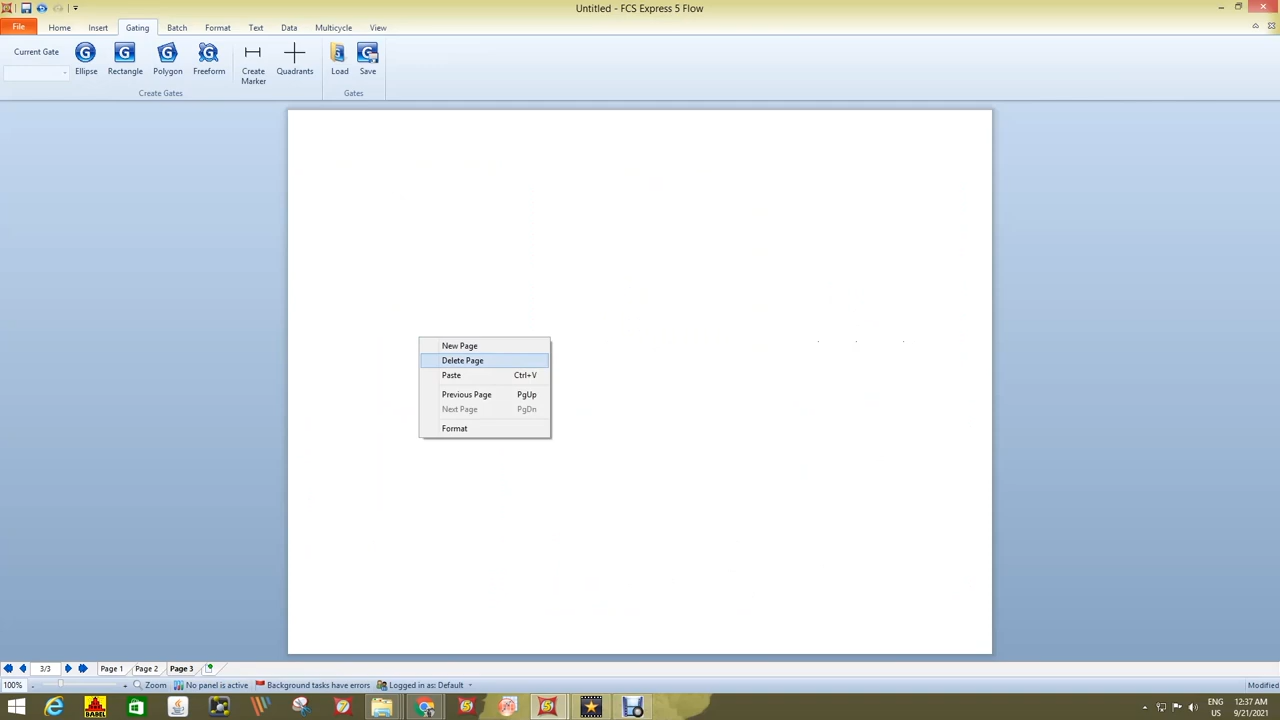 Untitled - FCS Express 5 Flow
File Home Insert Gating Batch Format Text Data Multicycle View
Current Gate
Ellipse Rectangle Polygon Freeform Create Marker Quadrants Load Save
Create Gates Gates
New Page
Delete Page
Paste Ctrl+V
Previous Page PgUp
Next Page PgDn
Format
3/3 Page 1 Page 2 Page 3
100% - + Zoom No panel is active Background tasks have errors Logged in as: Default Modified
BABEL
ENG 12:37 AM
US 9/21/2021